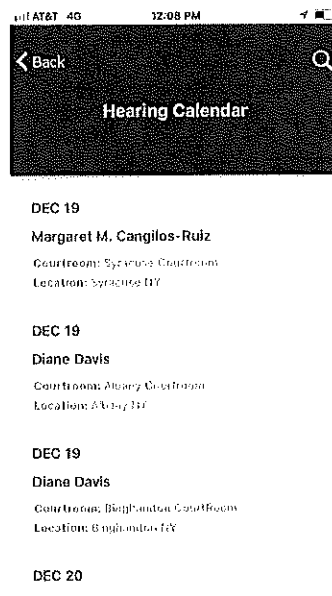 AT&T 4G 12:08 PM
Back
Hearing Calendar
DEC 19
Margaret M. Cangilos-Ruiz
Courtroom: Syracuse Courtroom
Location: Syracuse NY
DEC 19
Diane Davis
Courtroom: Albany Courtroom
Location: Albany NY
DEC 19
Diane Davis
Courtroom: Binghamton CourtRoom
Location: Binghamton NY
DEC 20